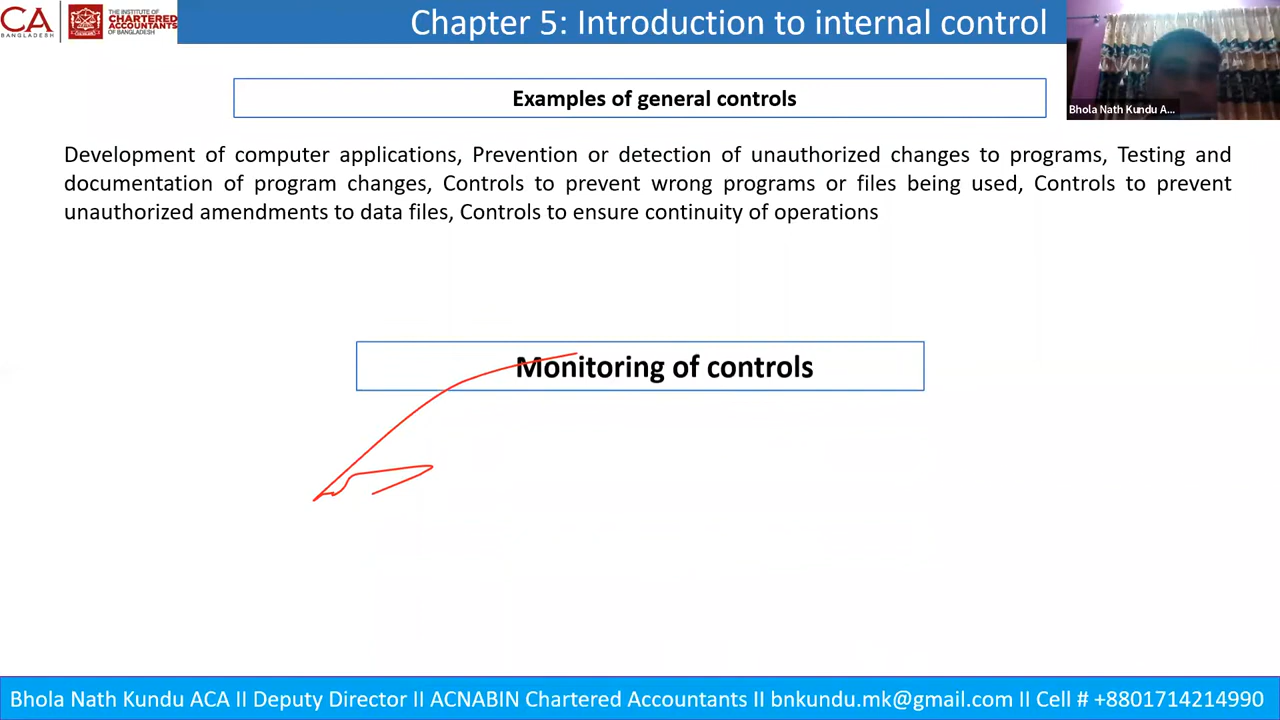 CA
BANGLADESH
THE INSTITUTE OF
CHARTERED
ACCOUNTANTS
OF BANGLADESH
Chapter 5: Introduction to internal control
Bhola Nath Kundu A...
Examples of general controls
Development of computer applications, Prevention or detection of unauthorized changes to programs, Testing and
documentation of program changes, Controls to prevent wrong programs or files being used, Controls to prevent
unauthorized amendments to data files, Controls to ensure continuity of operations
Monitoring of controls
Bhola Nath Kundu ACA II Deputy Director II ACNABIN Chartered Accountants II bnkundu.mk@gmail.com II Cell # +8801714214990